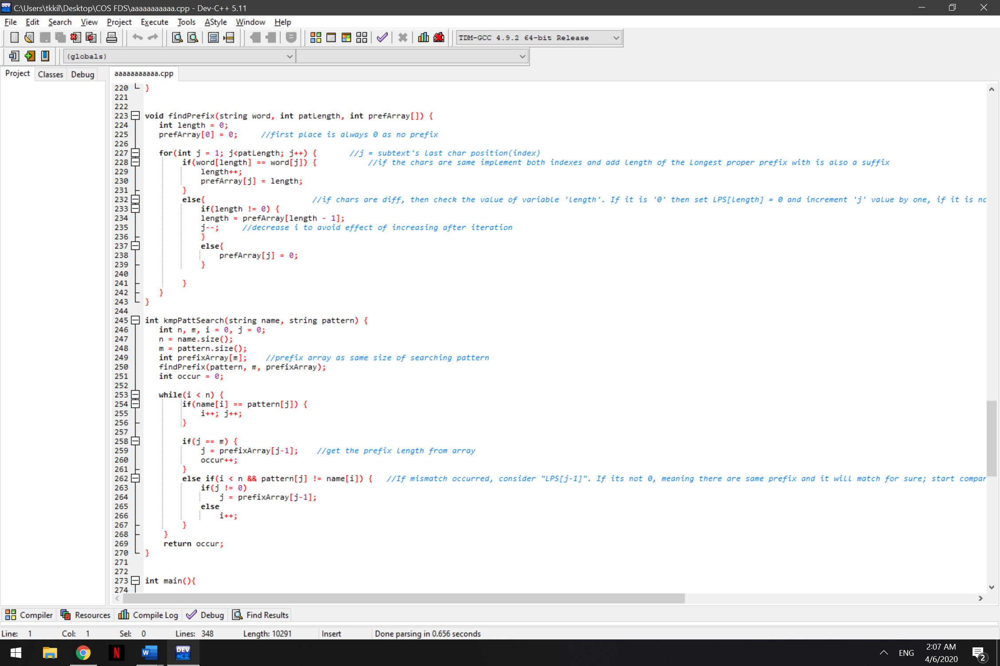 C:\Users\tkkil\Desktop\COS FDS\aaaaaaaaaaa.cpp - Dev-C++ 5.11
File Edit Search View Project Execute Tools AStyle Window Help
TDM-GCC 4.9.2 64-bit Release
(globals)
Project Classes Debug aaaaaaaaaaa.cpp
220 }
221
222
223 void findPrefix(string word, int patLength, int prefArray[]) {
224 int length = 0;
225 prefArray[0] = 0; //first place is always 0 as no prefix
226
227 for(int j = 1; j<patLength; j++) { //j = subtext's last char position(index)
228 if(word[length] == word[j]) { //if the chars are same implement both indexes and add length of the Longest proper prefix with is also a suffix
229 length++;
230 prefArray[j] = length;
231 }
232 else{ //if chars are diff, then check the value of variable 'length'. If it is '0' then set LPS[length] = 0 and increment 'j' value by one, if it is no
233 if(length != 0) {
234 length = prefArray[length - 1];
235 j--; //decrease i to avoid effect of increasing after iteration
236 }
237 else{
238 prefArray[j] = 0;
239 }
240
241 }
242 }
243 }
244
245 int kmpPattSearch(string name, string pattern) {
246 int n, m, i = 0, j = 0;
247 n = name.size();
248 m = pattern.size();
249 int prefixArray[m]; //prefix array as same size of searching pattern
250 findPrefix(pattern, m, prefixArray);
251 int occur = 0;
252
253 while(i < n) {
254 if(name[i] == pattern[j]) {
255 i++; j++;
256 }
257
258 if(j == m) {
259 j = prefixArray[j-1]; //get the prefix length from array
260 occur++;
261 }
262 else if(i < n && pattern[j] != name[i]) { //If mismatch occurred, consider "LPS[j-1]". If its not 0, meaning there are same prefix and it will match for sure; start compar
263 if(j != 0)
264 j = prefixArray[j-1];
265 else
266 i++;
267 }
268 }
269 return occur;
270 }
271
272
273 int main(){
274
Compiler Resources Compile Log Debug Find Results
Line: 1 Col: 1 Sel: 0 Lines: 348 Length: 10291 Insert Done parsing in 0.656 seconds
N W DEV C++ ENG 2:07 AM
4/6/2020 2